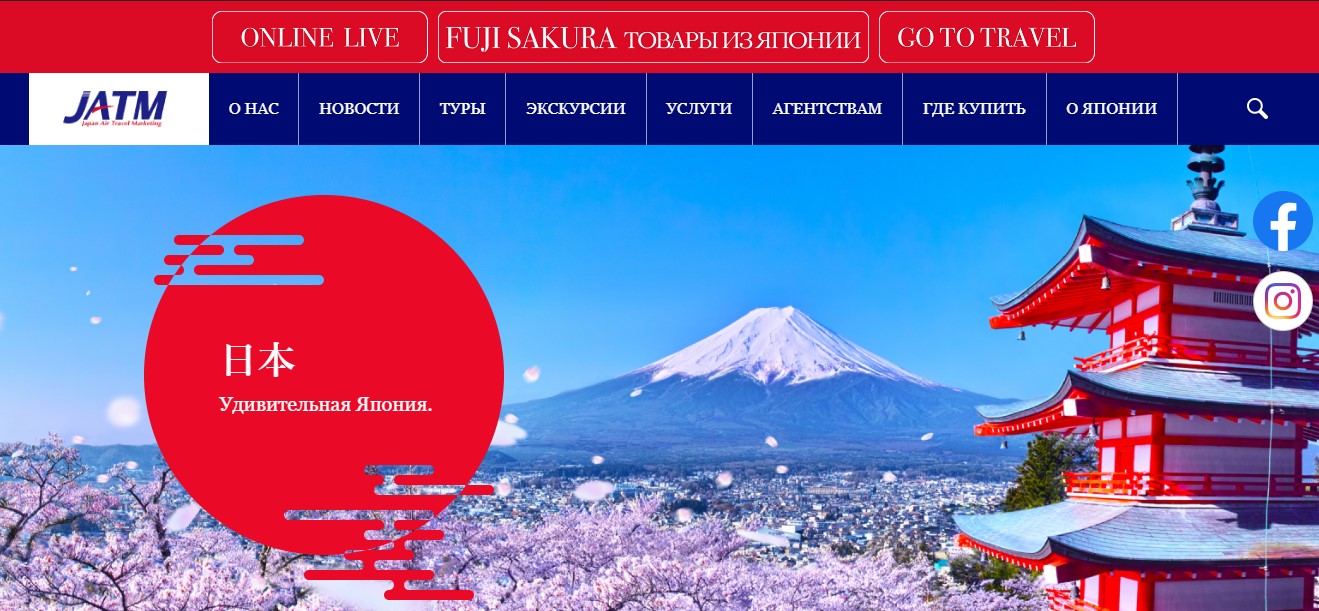 ONLINE LIVE
FUJI SAKURA ТОВАРЫ ИЗ ЯПОНИИ
GO TO TRAVEL
JATM
Japan Air Travel Marketing
О НАС
НОВОСТИ
ТУРЫ
ЭКСКУРСИИ
УСЛУГИ
АГЕНТСТВАМ
ГДЕ КУПИТЬ
О ЯПОНИИ
日本
Удивительная Япония.